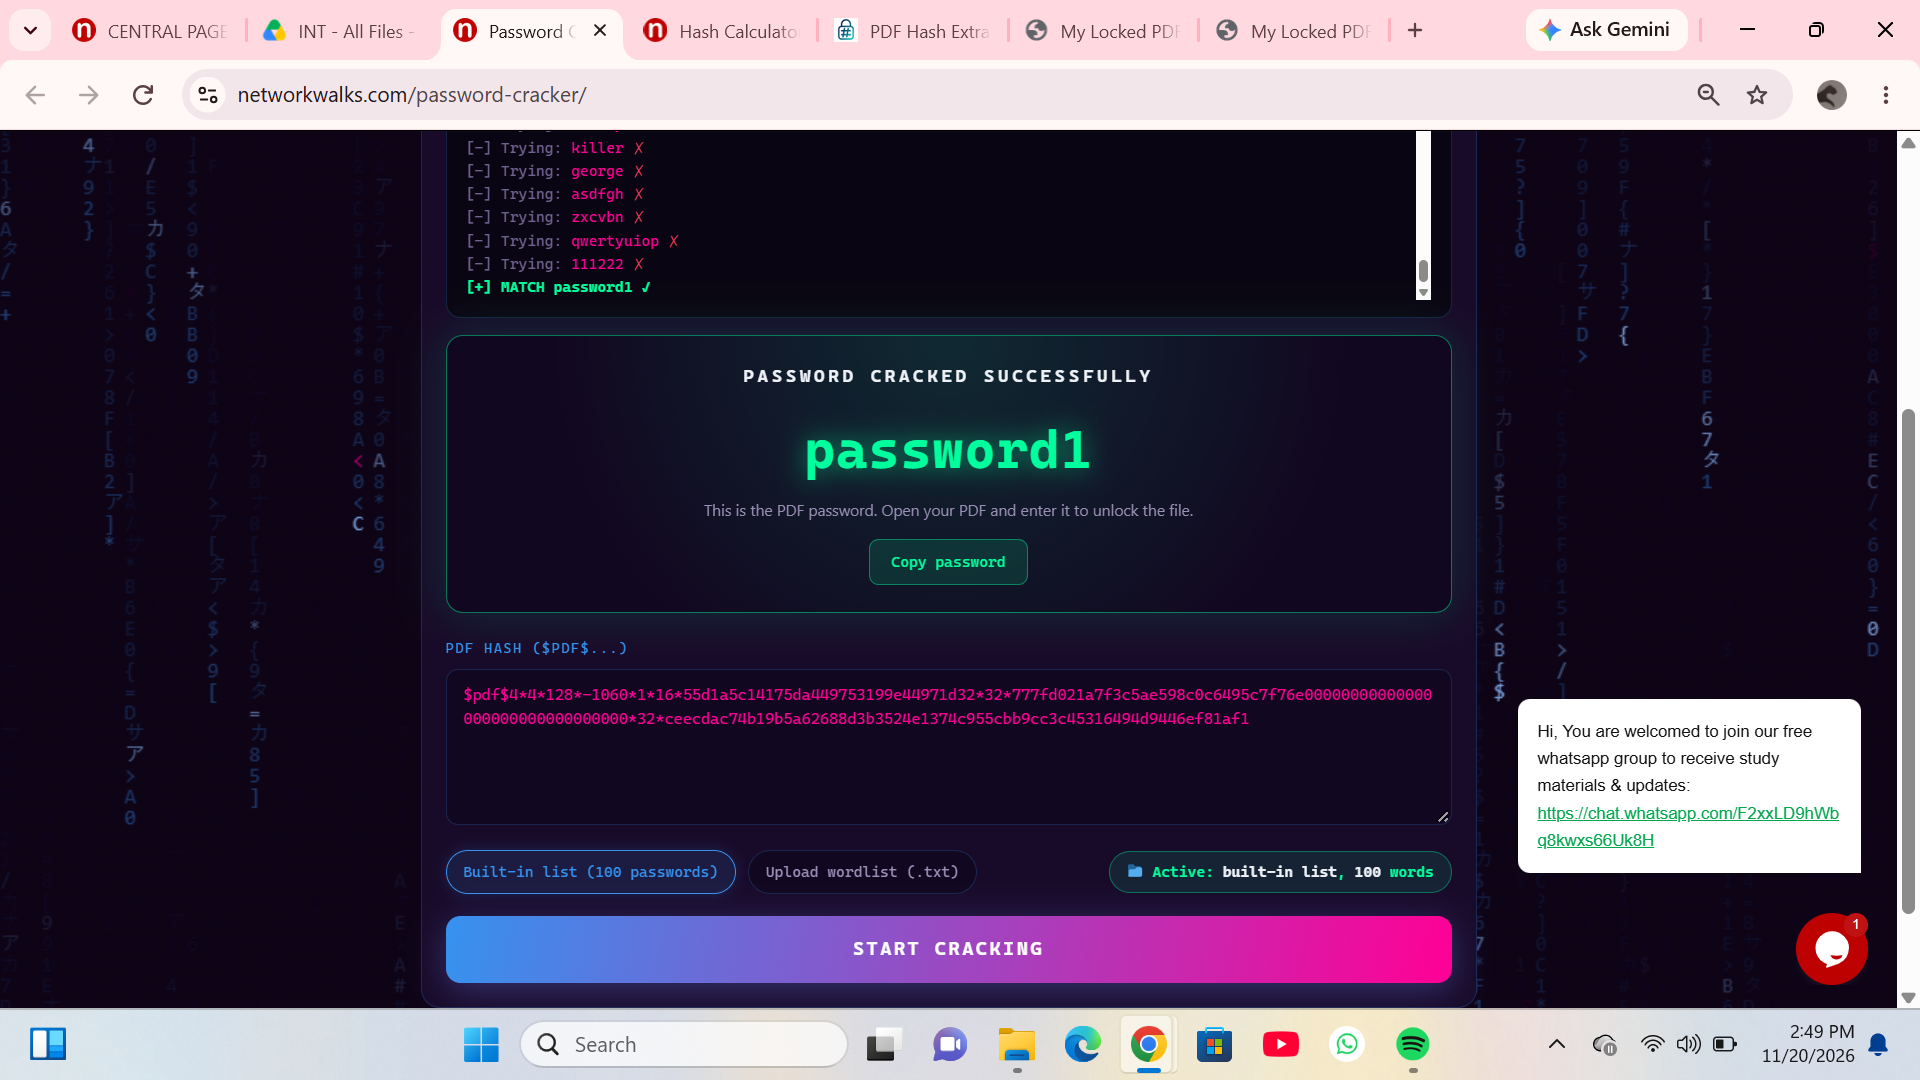 CENTRAL PAGE
INT - All Files -
Password C
Hash Calculato
PDF Hash Extra
My Locked PDF
My Locked PDF
Ask Gemini
networkwalks.com/password-cracker/
[-] Trying: killer ✗
[-] Trying: george ✗
[-] Trying: asdfgh ✗
[-] Trying: zxcvbn ✗
[-] Trying: qwertyuiop ✗
[-] Trying: 111222 ✗
[+] MATCH password1 ✓
PASSWORD CRACKED SUCCESSFULLY
password1
This is the PDF password. Open your PDF and enter it to unlock the file.
Copy password
PDF HASH ($PDF$...)
$pdf$4*4*128*-1060*1*16*55d1a5c14175da449753199e44971d32*32*777fd021a7f3c5ae598c0c6495c7f76e00000000000000
000000000000000000*32*ceecdac74b19b5a62688d3b3524e1374c955cbb9cc3c45316494d9446ef81af1
Built-in list (100 passwords)
Upload wordlist (.txt)
Active: built-in list, 100 words
START CRACKING
Hi, You are welcomed to join our free
whatsapp group to receive study
materials & updates:
https://chat.whatsapp.com/F2xxLD9hWb
q8kwxs66Uk8H
1
Search
2:49 PM
11/20/2026